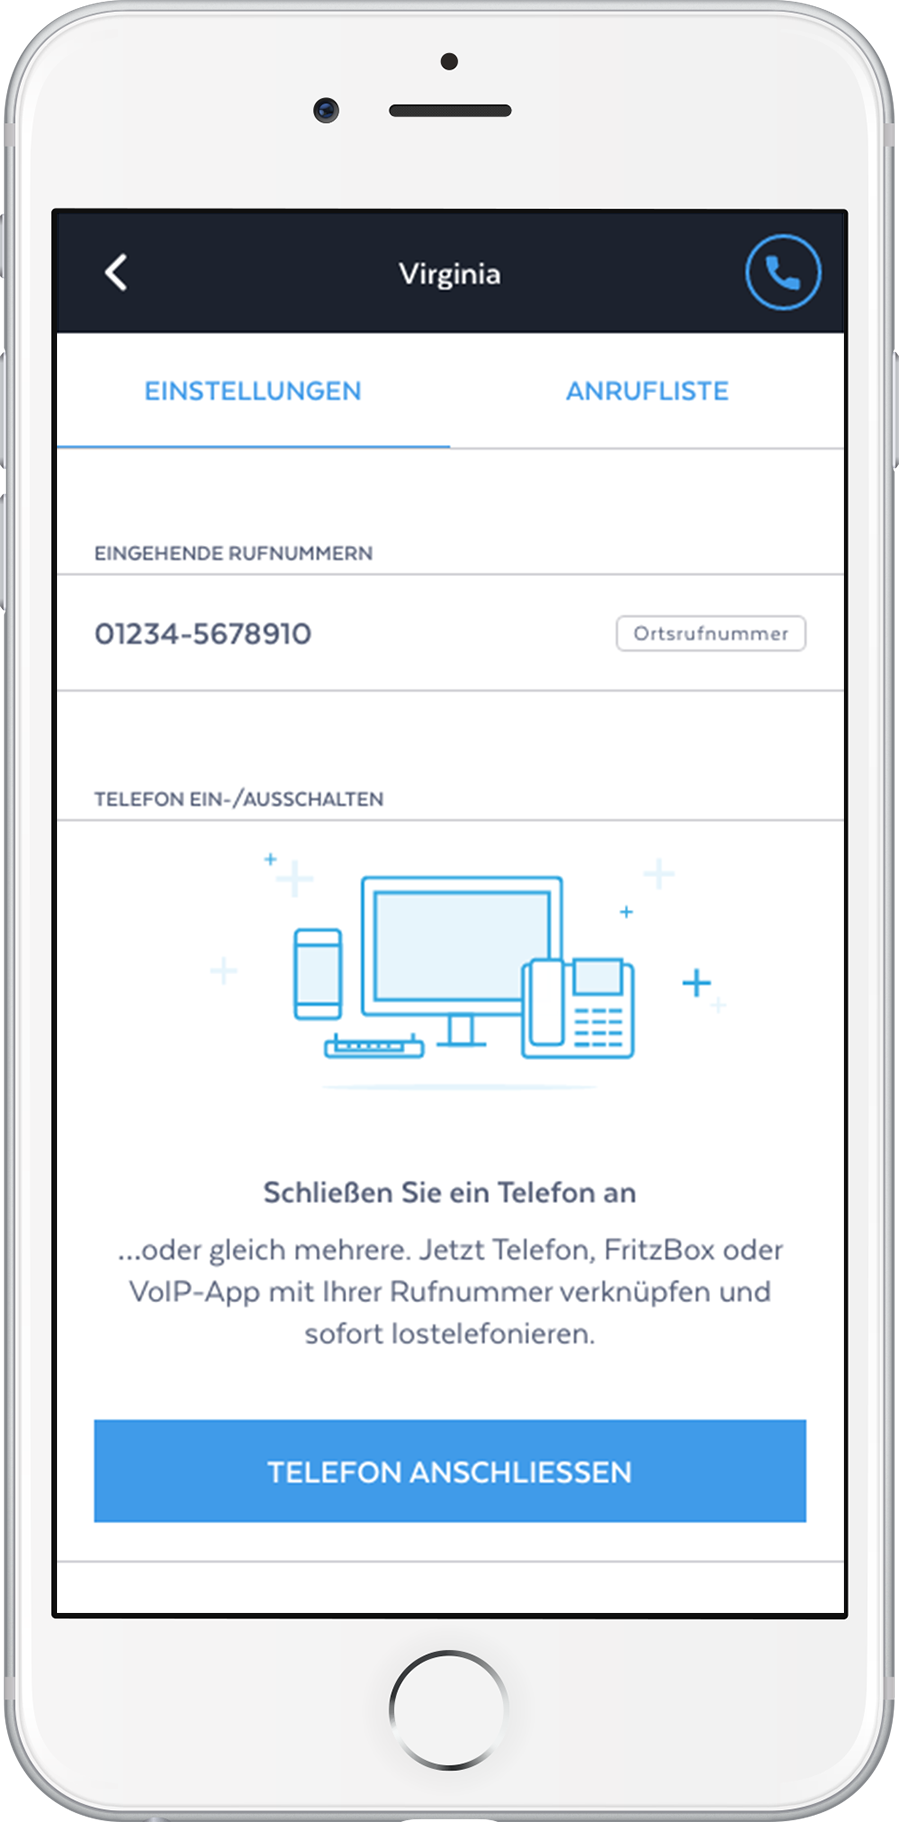 Virginia
EINSTELLUNGEN
ANRUFLISTE
EINGEHENDE RUFNUMMERN
01234-5678910
Ortsrufnummer
TELEFON EIN-/AUSSCHALTEN
Schließen Sie ein Telefon an
...oder gleich mehrere. Jetzt Telefon, FritzBox oder
VoIP-App mit Ihrer Rufnummer verknüpfen und
sofort lostelefonieren.
TELEFON ANSCHLIESSEN